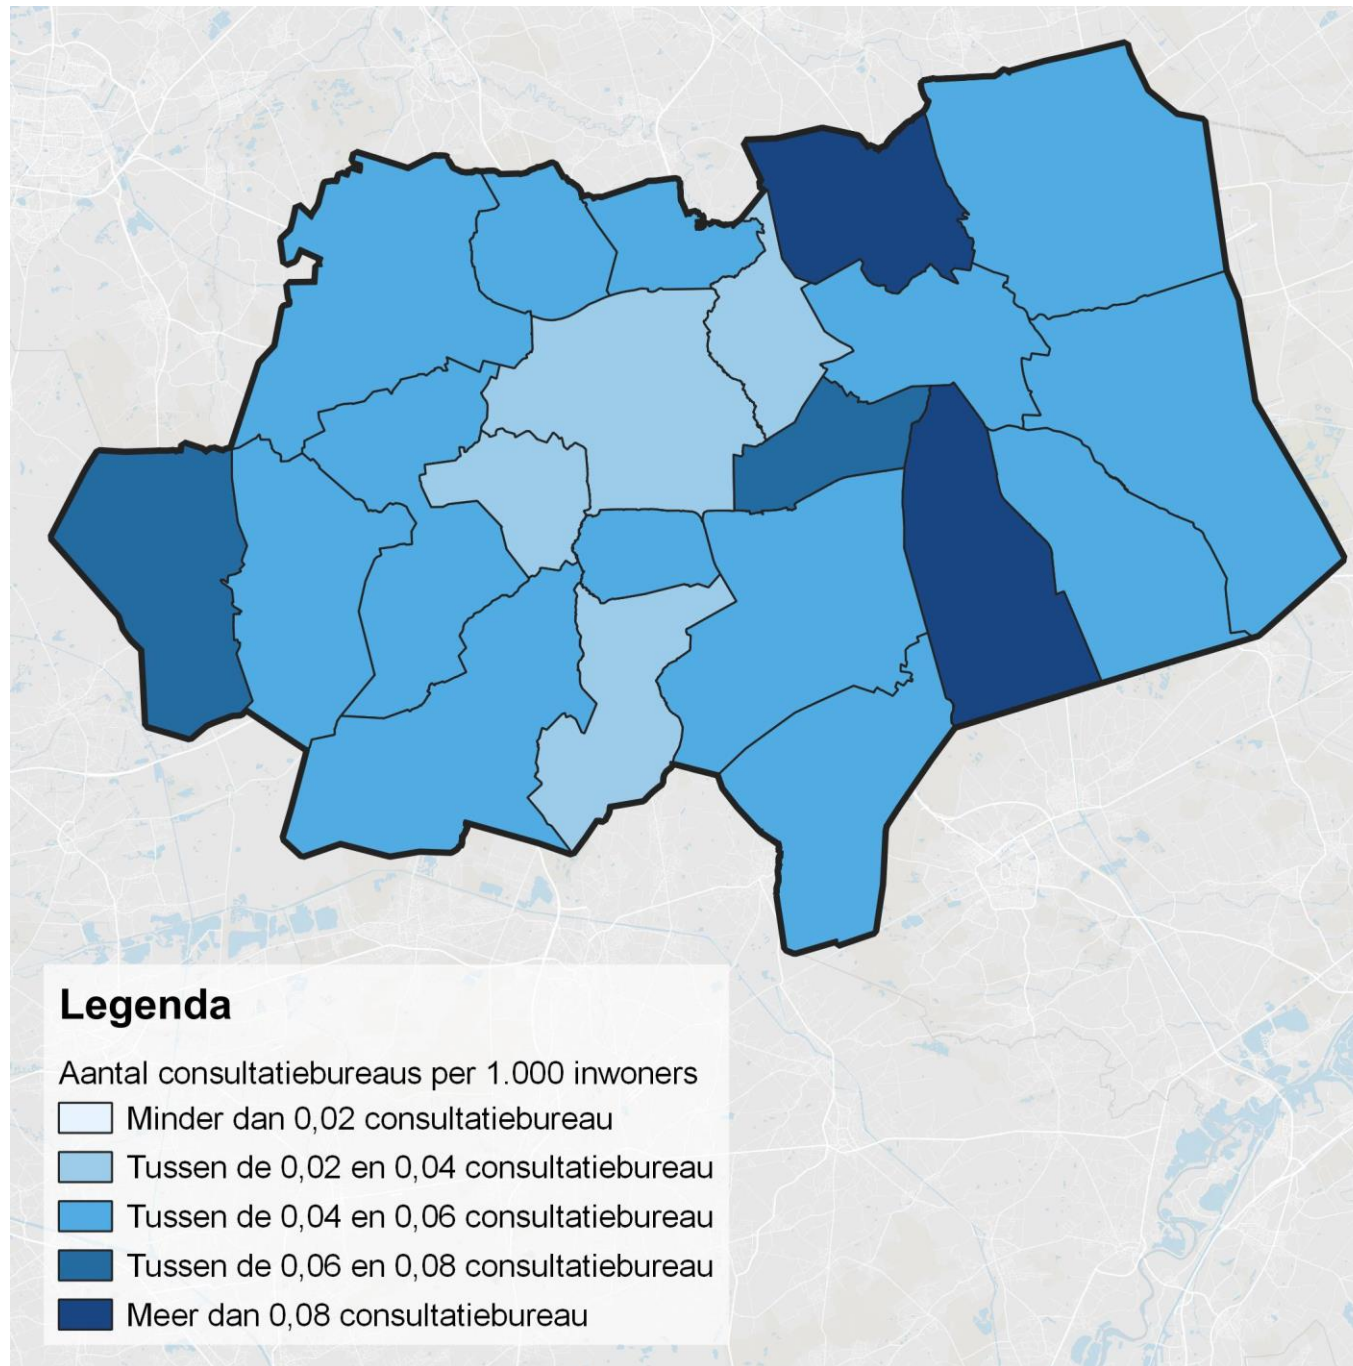 Legenda
Aantal consultatiebureaus per 1.000 inwoners
Minder dan 0,02 consultatiebureau
Tussen de 0,02 en 0,04 consultatiebureau
Tussen de 0,04 en 0,06 consultatiebureau
Tussen de 0,06 en 0,08 consultatiebureau
Meer dan 0,08 consultatiebureau